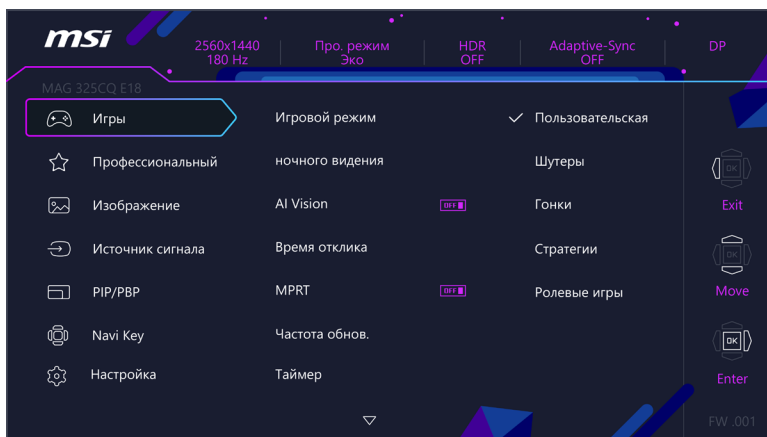 msi
2560x1440
180 Hz
Про. режим
Эко
HDR
OFF
Adaptive-Sync
OFF
DP
MAG 325CQ E18
Игры
Игровой режим
Пользовательская
Профессиональный
ночного видения
Шутеры
Изображение
AI Vision
OFF
Гонки
Exit
Источник сигнала
Время отклика
Стратегии
PIP/PBP
MPRT
OFF
Ролевые игры
Move
Navi Key
Частота обнов.
OK
Настройка
Таймер
Enter
FW .001